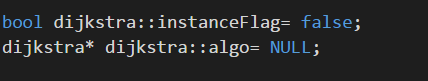 bool dijkstra::instanceFlag= false;
dijkstra* dijkstra::algo= NULL;